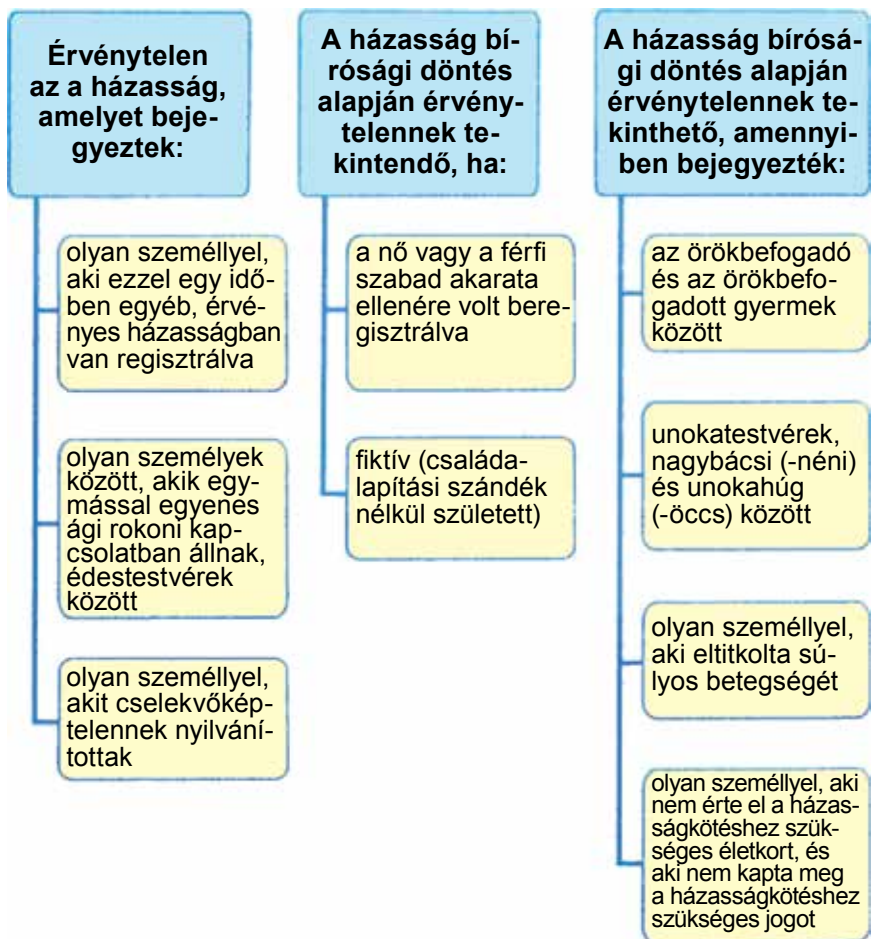 Érvénytelen
az a házasság,
amelyet beje-
gyeztek:
olyan személlyel,
aki ezzel egy idő-
ben egyéb, érvé-
nyes házasságban
van regisztrálva
olyan személyek
között, akik egy-
mással egyenes
ági rokoni kap-
csolatban állnak,
édestestvérek
között
olyan személlyel,
akit cselekvőkép-
telennek nyilvání-
tottak
A házasság bí-
rósági döntés
alapján érvény-
telennek te-
kintendő, ha:
a nő vagy a férfi
szabad akarata
ellenére volt bere-
gisztrálva
fiktív (családa-
lapítási szándék
nélkül született)
A házasság bírósá-
gi döntés alapján
érvénytelennek te-
kinthető, amennyi-
ben bejegyezték:
az örökbefogadó
és az örökbefo-
gadott gyermek
között
unokatestvérek,
nagybácsi (-néni)
és unokahúg
(-öccs) között
olyan személlyel,
aki eltitkolta sú-
lyos betegségét
olyan személlyel, aki
nem érte el a házas-
ságkötéshez szük-
séges életkort, és
aki nem kapta meg
a házasságkötéshez
szükséges jogot